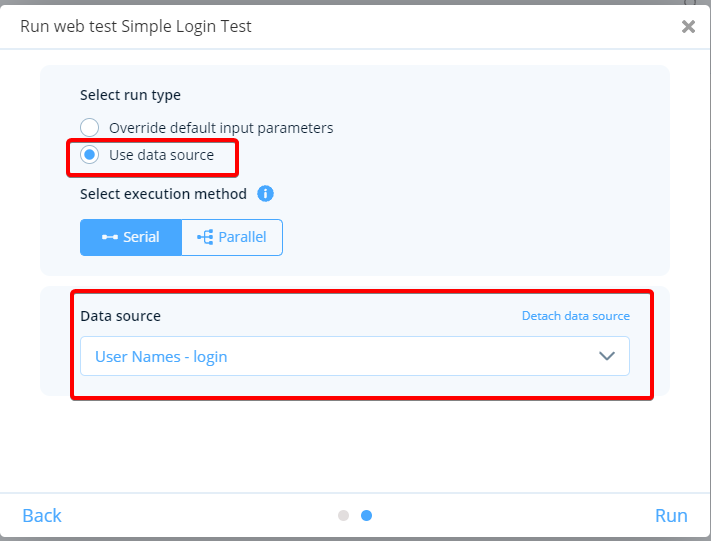 Run web test Simple Login Test
Select run type
Override default input parameters
Use data source
Select execution method
Serial Parallel
Data source Detach data source
User Names - login
Back Run